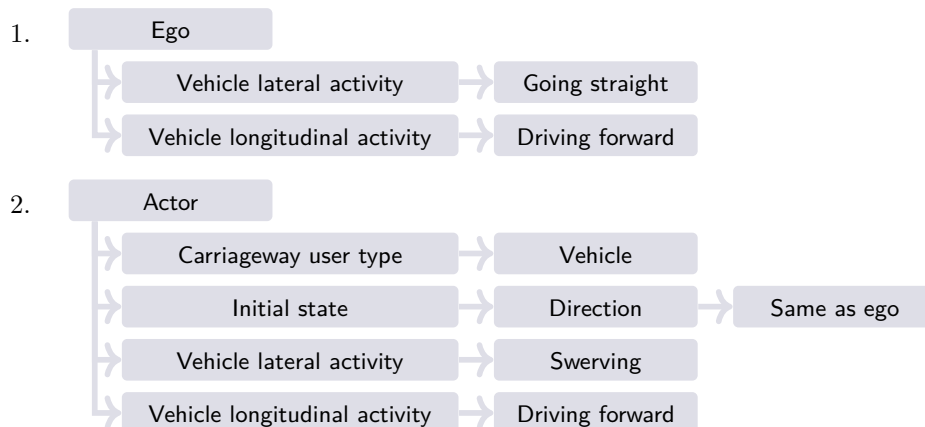 1. Ego
Vehicle lateral activity Going straight
Vehicle longitudinal activity Driving forward
2. Actor
Carriageway user type Vehicle
Initial state Direction Same as ego
Vehicle lateral activity Swerving
Vehicle longitudinal activity Driving forward